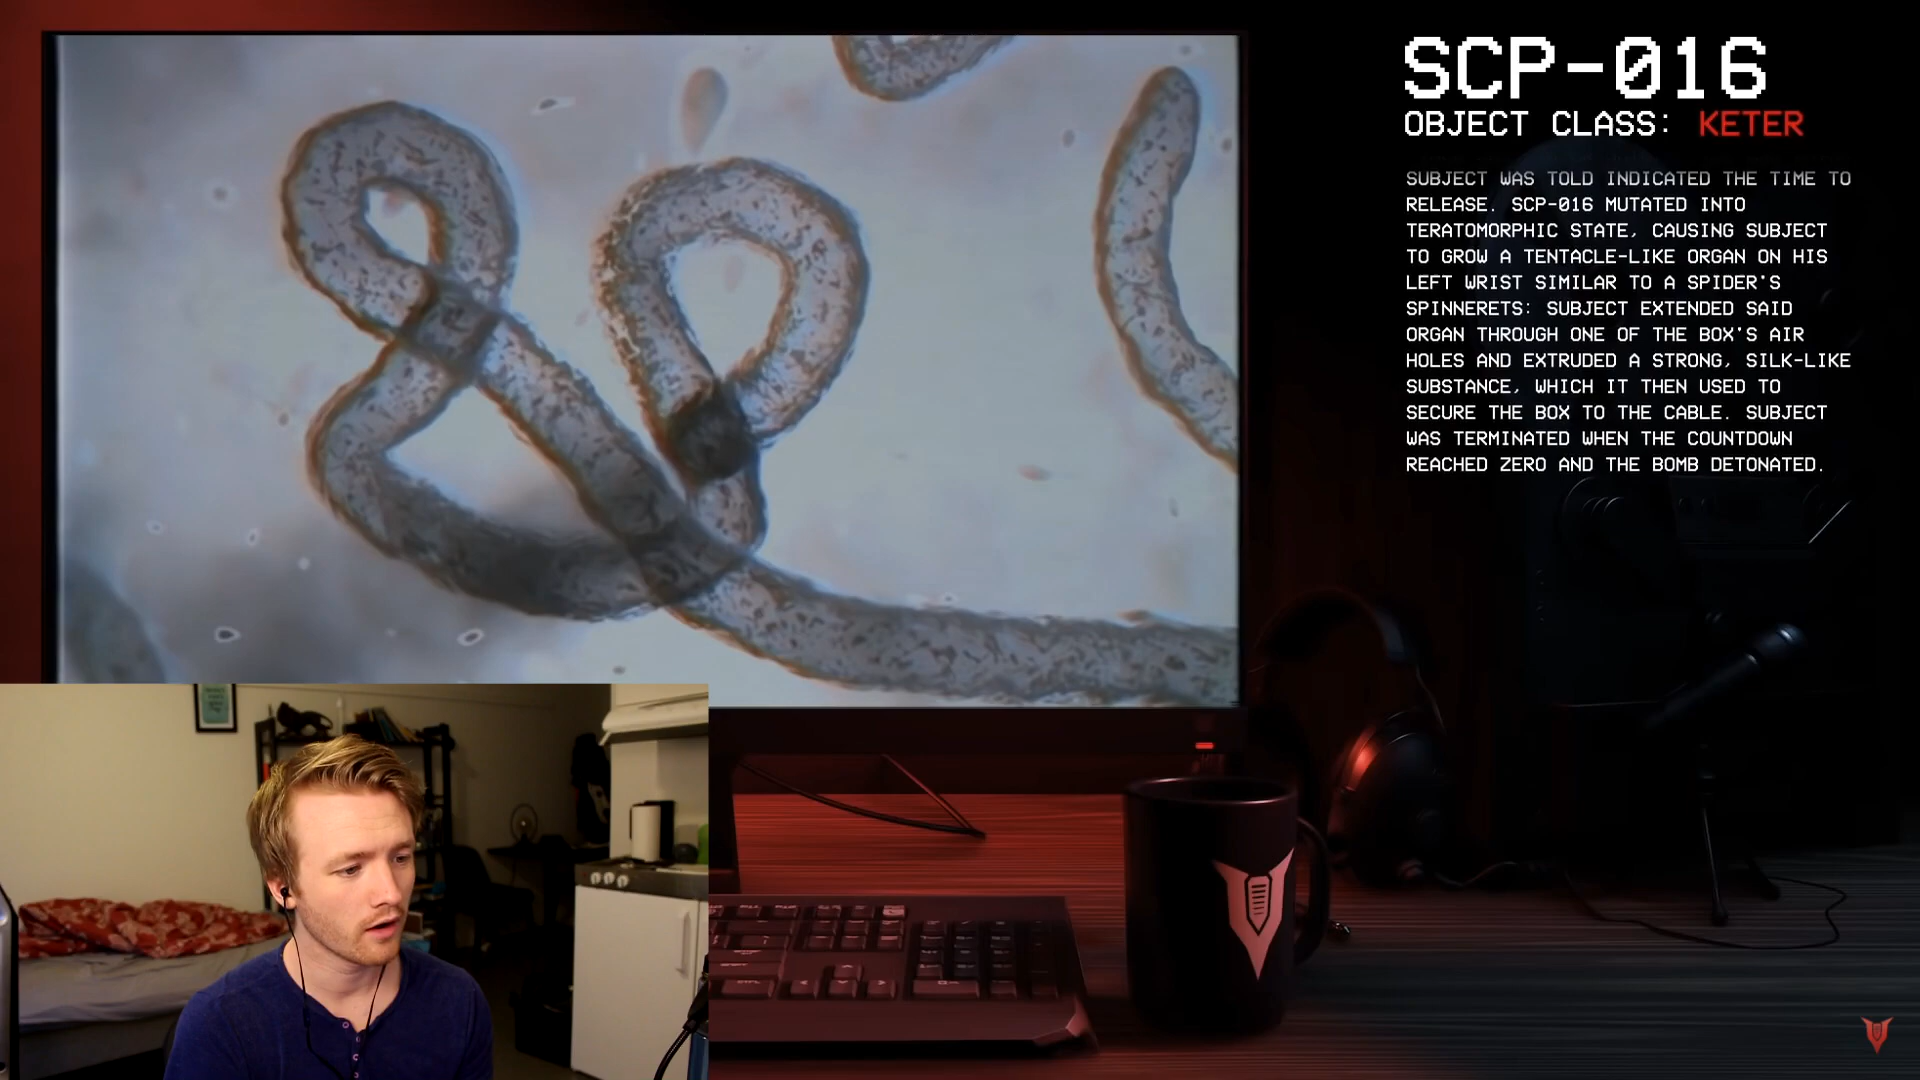 SCP-016
OBJECT CLASS: KETER
SUBJECT WAS TOLD INDICATED THE TIME TO
RELEASE. SCP-016 MUTATED INTO
TERATOMORPHIC STATE, CAUSING SUBJECT
TO GROW A TENTACLE-LIKE ORGAN ON HIS
LEFT WRIST SIMILAR TO A SPIDER'S
SPINNERETS: SUBJECT EXTENDED SAID
ORGAN THROUGH ONE OF THE BOX'S AIR
HOLES AND EXTRUDED A STRONG, SILK-LIKE
SUBSTANCE, WHICH IT THEN USED TO
SECURE THE BOX TO THE CABLE. SUBJECT
WAS TERMINATED WHEN THE COUNTDOWN
REACHED ZERO AND THE BOMB DETONATED.